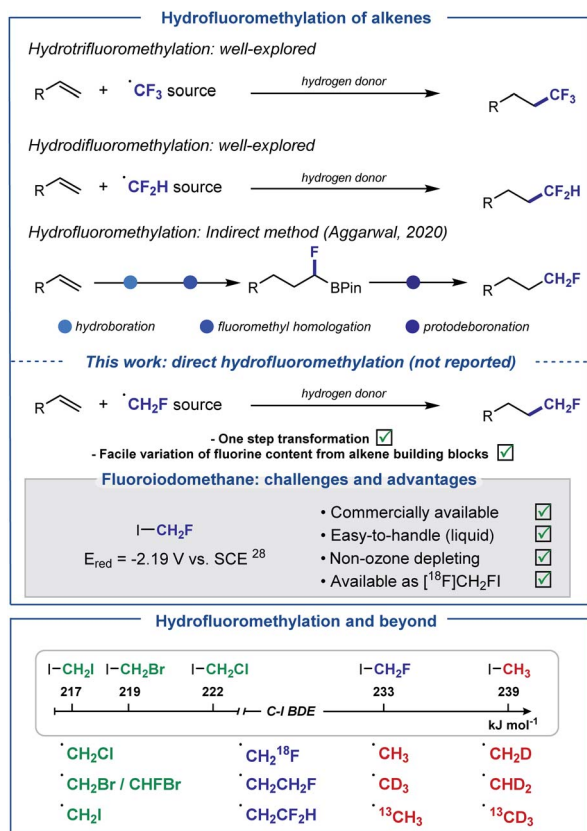 Hydrofluoromethylation of alkenes
Hydrotrifluoromethylation: well-explored
R + ˙CF3 source hydrogen donor R CF3
Hydrodifluoromethylation: well-explored
R + ˙CF2H source hydrogen donor R CF2H
Hydrofluoromethylation: Indirect method (Aggarwal, 2020)
F
R R BPin R CH2F
hydroboration fluoromethyl homologation protodeboronation
This work: direct hydrofluoromethylation (not reported)
R + ˙CH2F source hydrogen donor R CH2F
- One step transformation ☑
- Facile variation of fluorine content from alkene building blocks ☑
Fluoroiodomethane: challenges and advantages
I—CH2F
Ered = -2.19 V vs. SCE 28
• Commercially available ☑
• Easy-to-handle (liquid) ☑
• Non-ozone depleting ☑
• Available as [18F]CH2FI ☑
Hydrofluoromethylation and beyond
I–CH2I I–CH2Br I–CH2Cl I–CH2F I–CH3
217 219 222 233 239
C-I BDE kJ mol-1
˙CH2Cl ˙CH2 18F ˙CH3 ˙CH2D
˙CH2Br / CHFBr ˙CH2CH2F ˙CD3 ˙CHD2
˙CH2I ˙CH2CF2H ˙13CH3 ˙13CD3